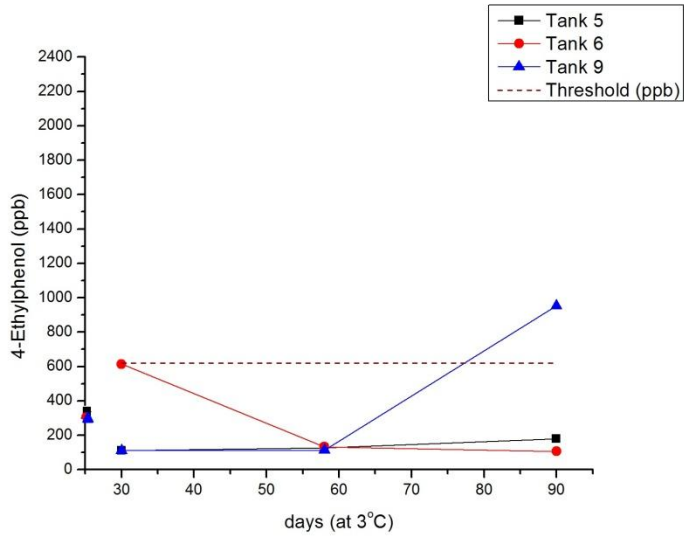 Tank 5
Tank 6
Tank 9
Threshold (ppb)
2400
2200
2000
1800
1600
1400
1200
1000
800
600
400
200
0
4-Ethylphenol (ppb)
30 40 50 60 70 80 90
days (at 3°C)